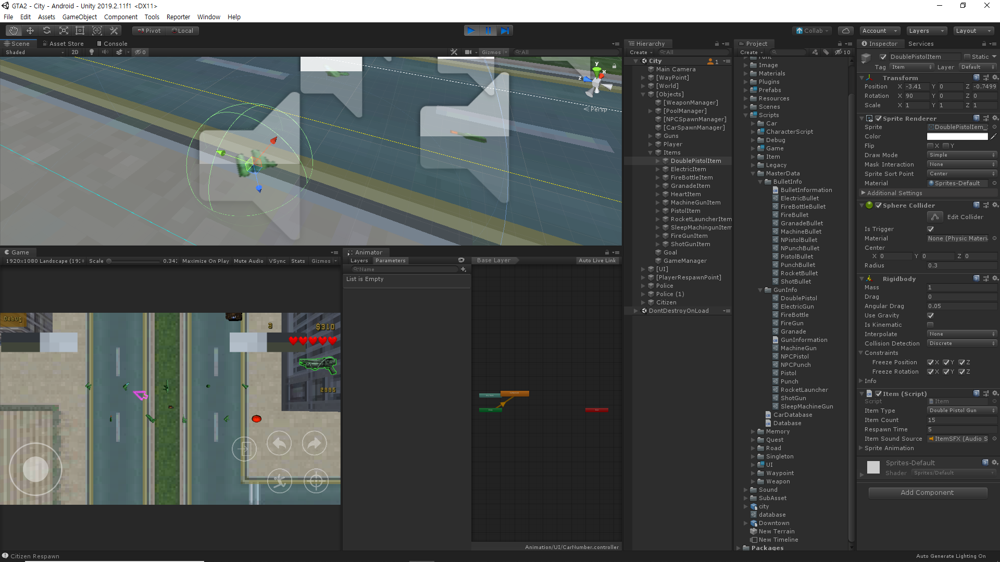 GTA2 - City - Android - Unity 2019.2.11f1 <DX11>
File Edit Assets GameObject Component Tools Reporter Window Help
Pivot Local
Collab Account Layers Layout
Scene Asset Store Console
Shaded 2D 0 Gizmos All
y
x
z
Persp
Game
1920x1080 Landscape (19: Scale 0.34: Maximize On Play Mute Audio VSync Stats Gizmos
Debug
3
$310
2995
Animator
Layers Parameters Base Layer Auto Live Link
Name
List is Empty
Animation/UI/CarNumber.controller
Hierarchy
Create All
City 1
Main Camera
[WayPoint]
[World]
[Objects]
[WeaponManager]
[PoolManager]
[NPCSpawnManager]
[CarSpawnManager]
Guns
Player
Items
DoublePistolItem
ElectricItem
FireBottleItem
GranadeItem
HeartItem
MachineGunItem
PistolItem
RocketLauncherItem
SleepMachingunItem
FireGunItem
ShotGunItem
Goal
GameManager
[UI]
[PlayerRespawnPoint]
Police
Police (1)
Citizen
DontDestroyOnLoad
Project
Create 10
Font
Image
Materials
Plugins
Prefabs
Resources
Scenes
Scripts
Car
CharacterScript
Debug
Game
Item
Legacy
MasterData
BulletInfo
BulletInformation
ElectricBullet
FireBottleBullet
FireBullet
GranadeBullet
MachineBullet
NPistolBullet
NPunchBullet
PistolBullet
PunchBullet
RocketBullet
ShotBullet
GunInfo
DoublePistol
ElectricGun
FireBottle
FireGun
Granade
GunInformation
MachineGun
NPCPistol
NPCPunch
Pistol
Punch
RocketLauncher
ShotGun
SleepMachineGun
CarDatabase
Database
Memory
Quest
Road
Singleton
UI
Waypoint
Weapon
Sound
SubAsset
city
database
Downtown
New Terrain
New Timeline
Packages
Inspector Services
DoublePistolItem Static
Tag Item Layer Default
Transform
Position X -3.41 Y 0 Z -0.7499
Rotation X 90 Y 0 Z 0
Scale X 1 Y 1 Z 1
Sprite Renderer
Sprite DoublePistolIem_
Color
Flip X Y
Draw Mode Simple
Mask Interaction None
Sprite Sort Point Center
Material Sprites-Default
Additional Settings
Sphere Collider
Edit Collider
Is Trigger
Material None (Physic Materi
Center
X 0 Y 0 Z 0
Radius 0.3
Rigidbody
Mass 1
Drag 0
Angular Drag 0.05
Use Gravity
Is Kinematic
Interpolate None
Collision Detection Discrete
Constraints
Freeze Position X Y Z
Freeze Rotation X Y Z
Info
Item (Script)
Script Item
Item Type Double Pistol Gun
Item Count 15
Respawn Time 5
Item Sound Source ItemSFX (Audio S
Sprite Animation
Sprites-Default
Shader Sprites/Default
Add Component
Citizen Respawn
Auto Generate Lighting On